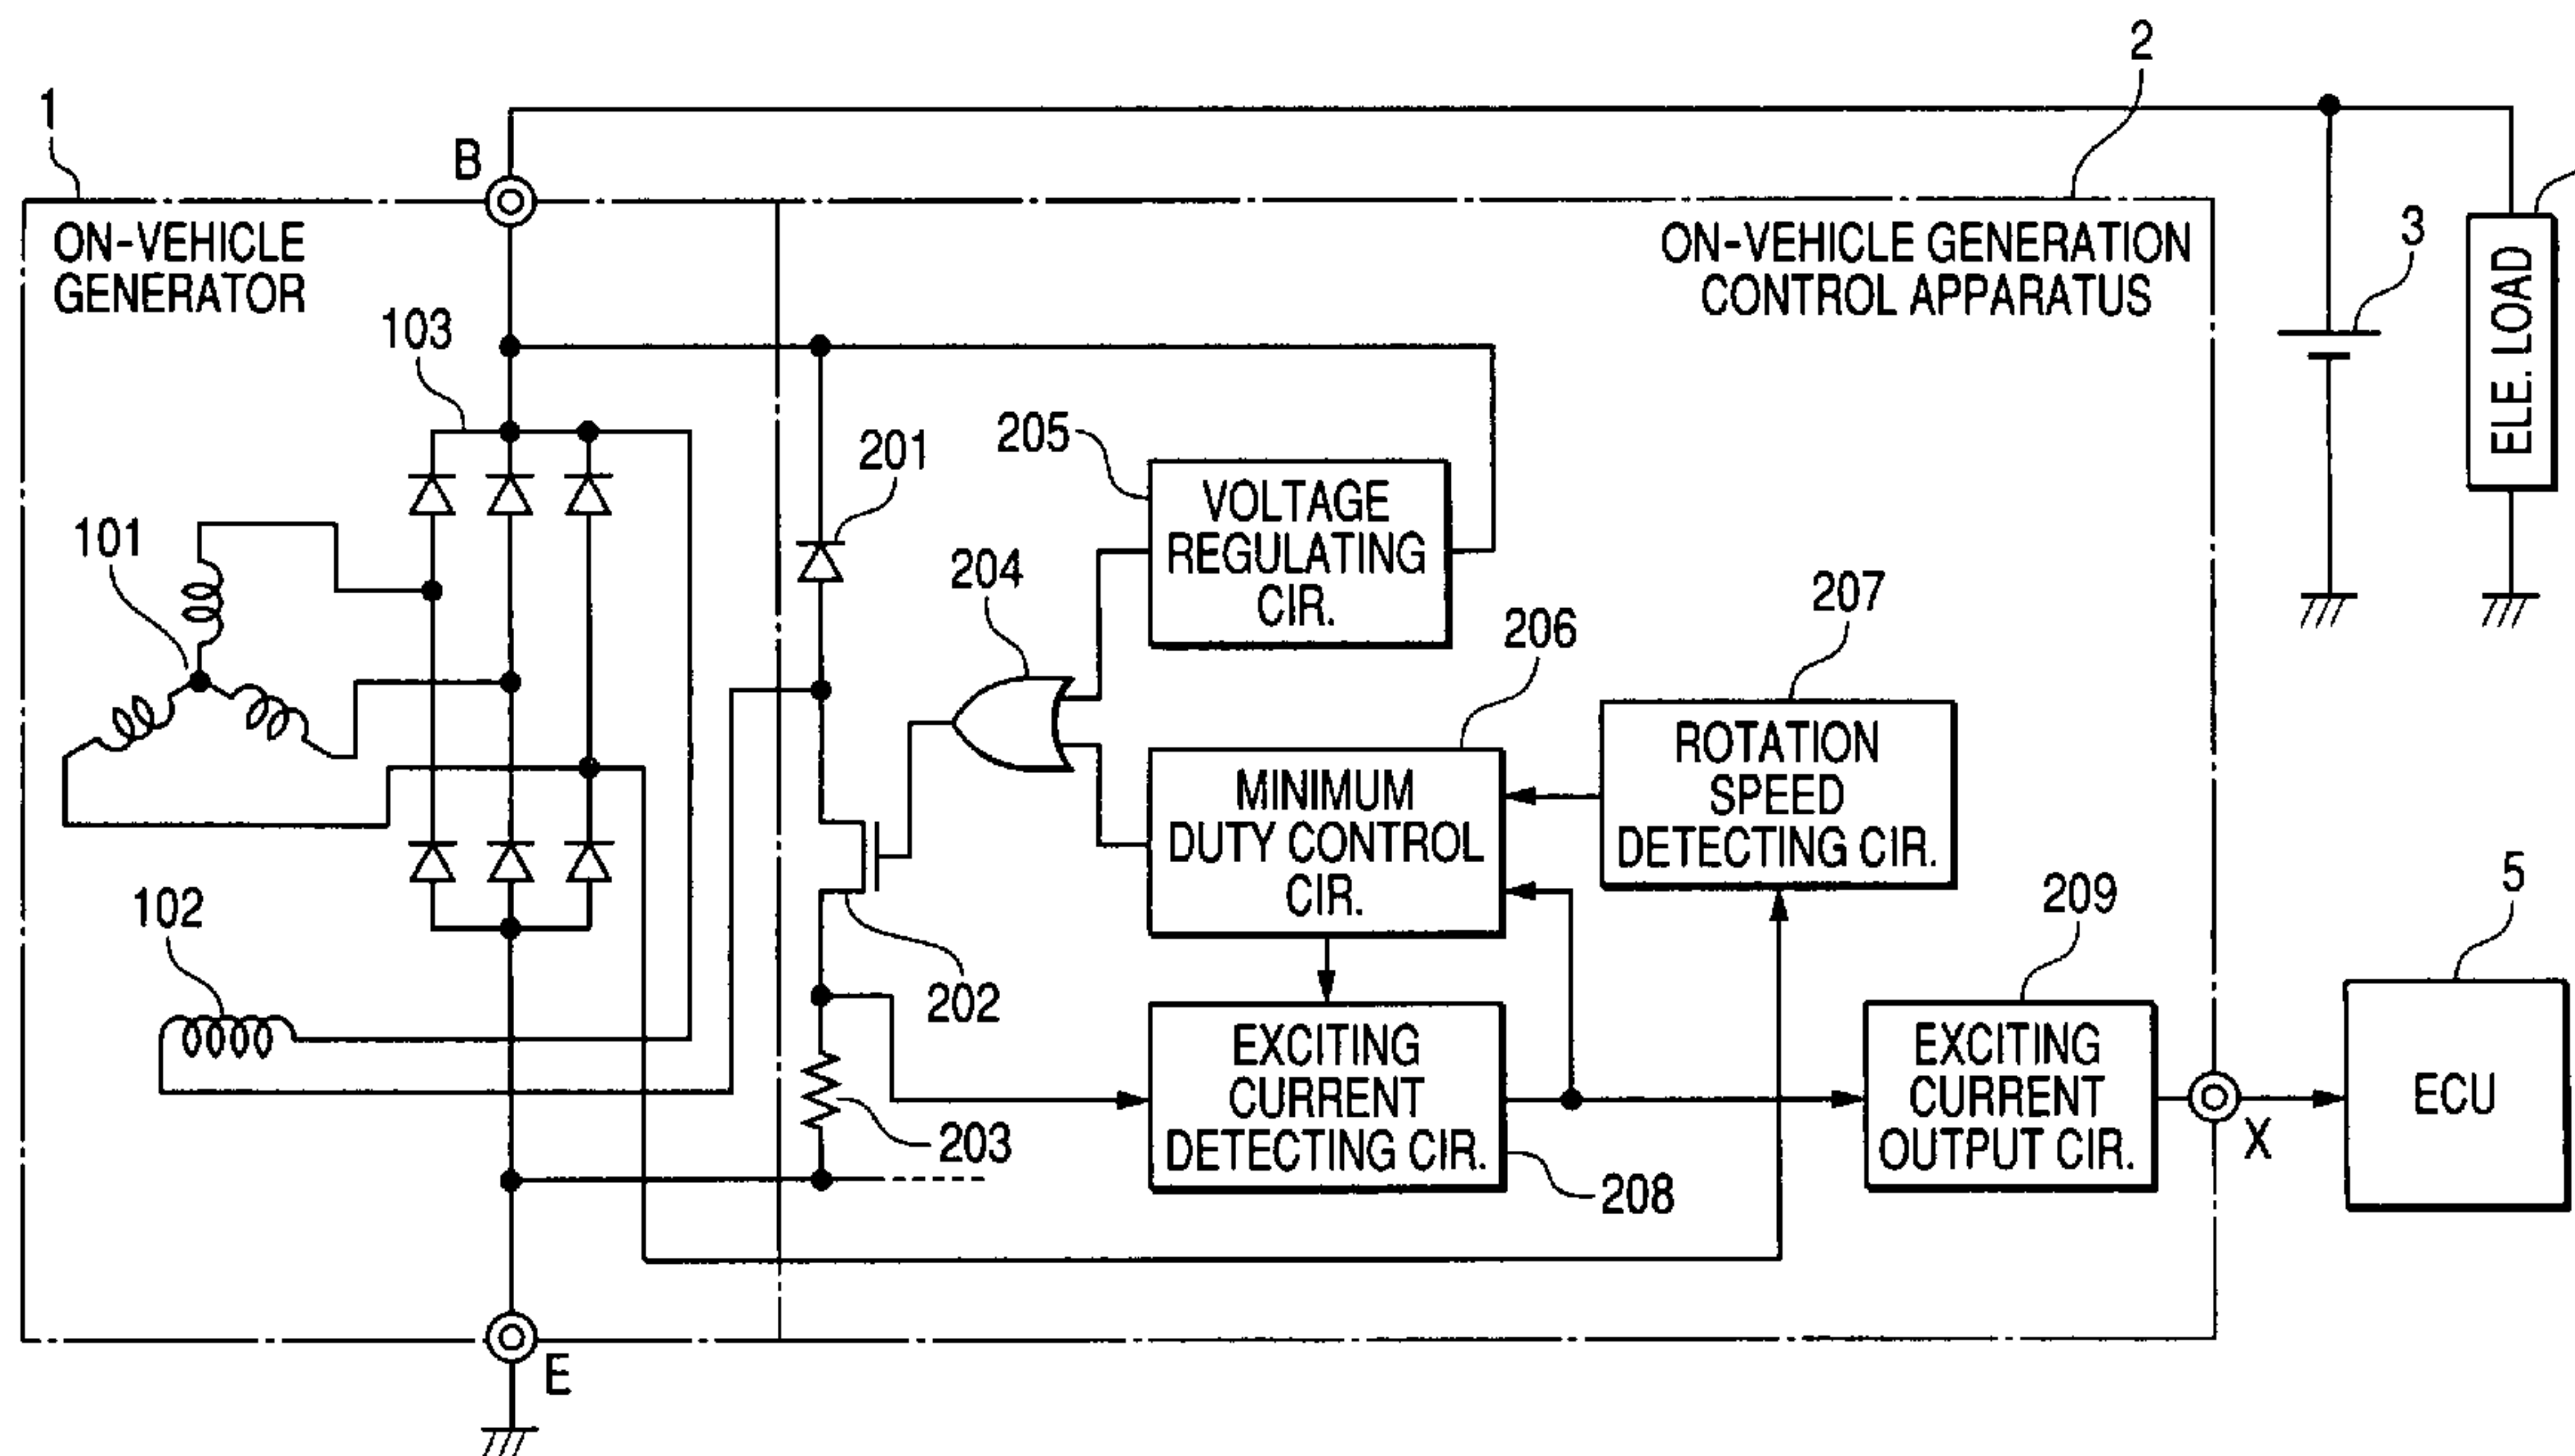 2
1
B
ON-VEHICLE
GENERATOR
ON-VEHICLE GENERATION
CONTROL APPARATUS
3
ELE. LOAD
103
201
205
VOLTAGE
REGULATING
CIR.
101
204
206
207
MINIMUM
DUTY CONTROL
CIR.
ROTATION
SPEED
DETECTING CIR.
102
202
209
5
EXCITING
CURRENT
DETECTING CIR.
EXCITING
CURRENT
OUTPUT CIR.
ECU
203
208
X
E